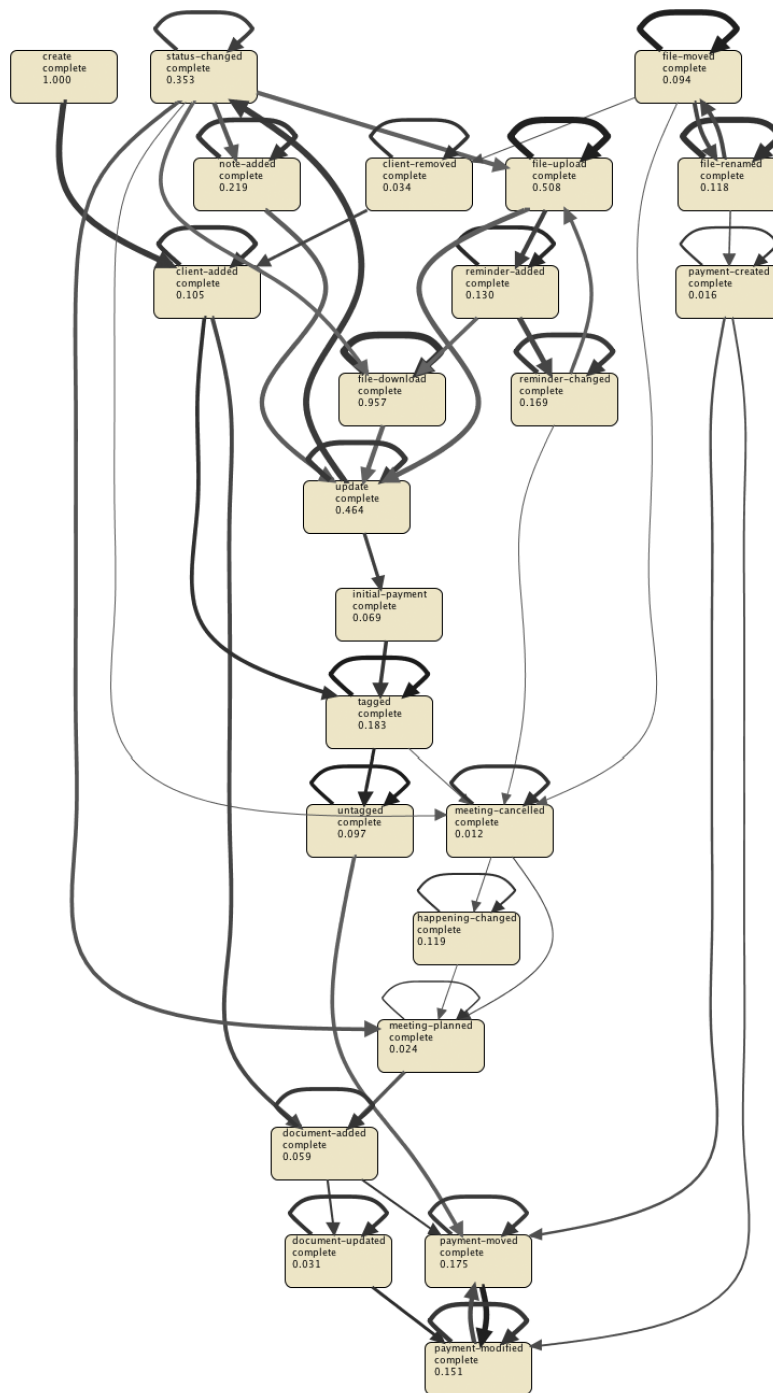 create
complete
1.000
status-changed
complete
0.353
file-moved
complete
0.094
note-added
complete
0.219
client-removed
complete
0.034
file-upload
complete
0.508
file-renamed
complete
0.118
client-added
complete
0.105
reminder-added
complete
0.130
payment-created
complete
0.016
file-download
complete
0.957
reminder-changed
complete
0.169
update
complete
0.464
initial-payment
complete
0.069
tagged
complete
0.183
untagged
complete
0.097
meeting-cancelled
complete
0.012
happening-changed
complete
0.119
meeting-planned
complete
0.024
document-added
complete
0.059
document-updated
complete
0.031
payment-moved
complete
0.175
payment-modified
complete
0.151